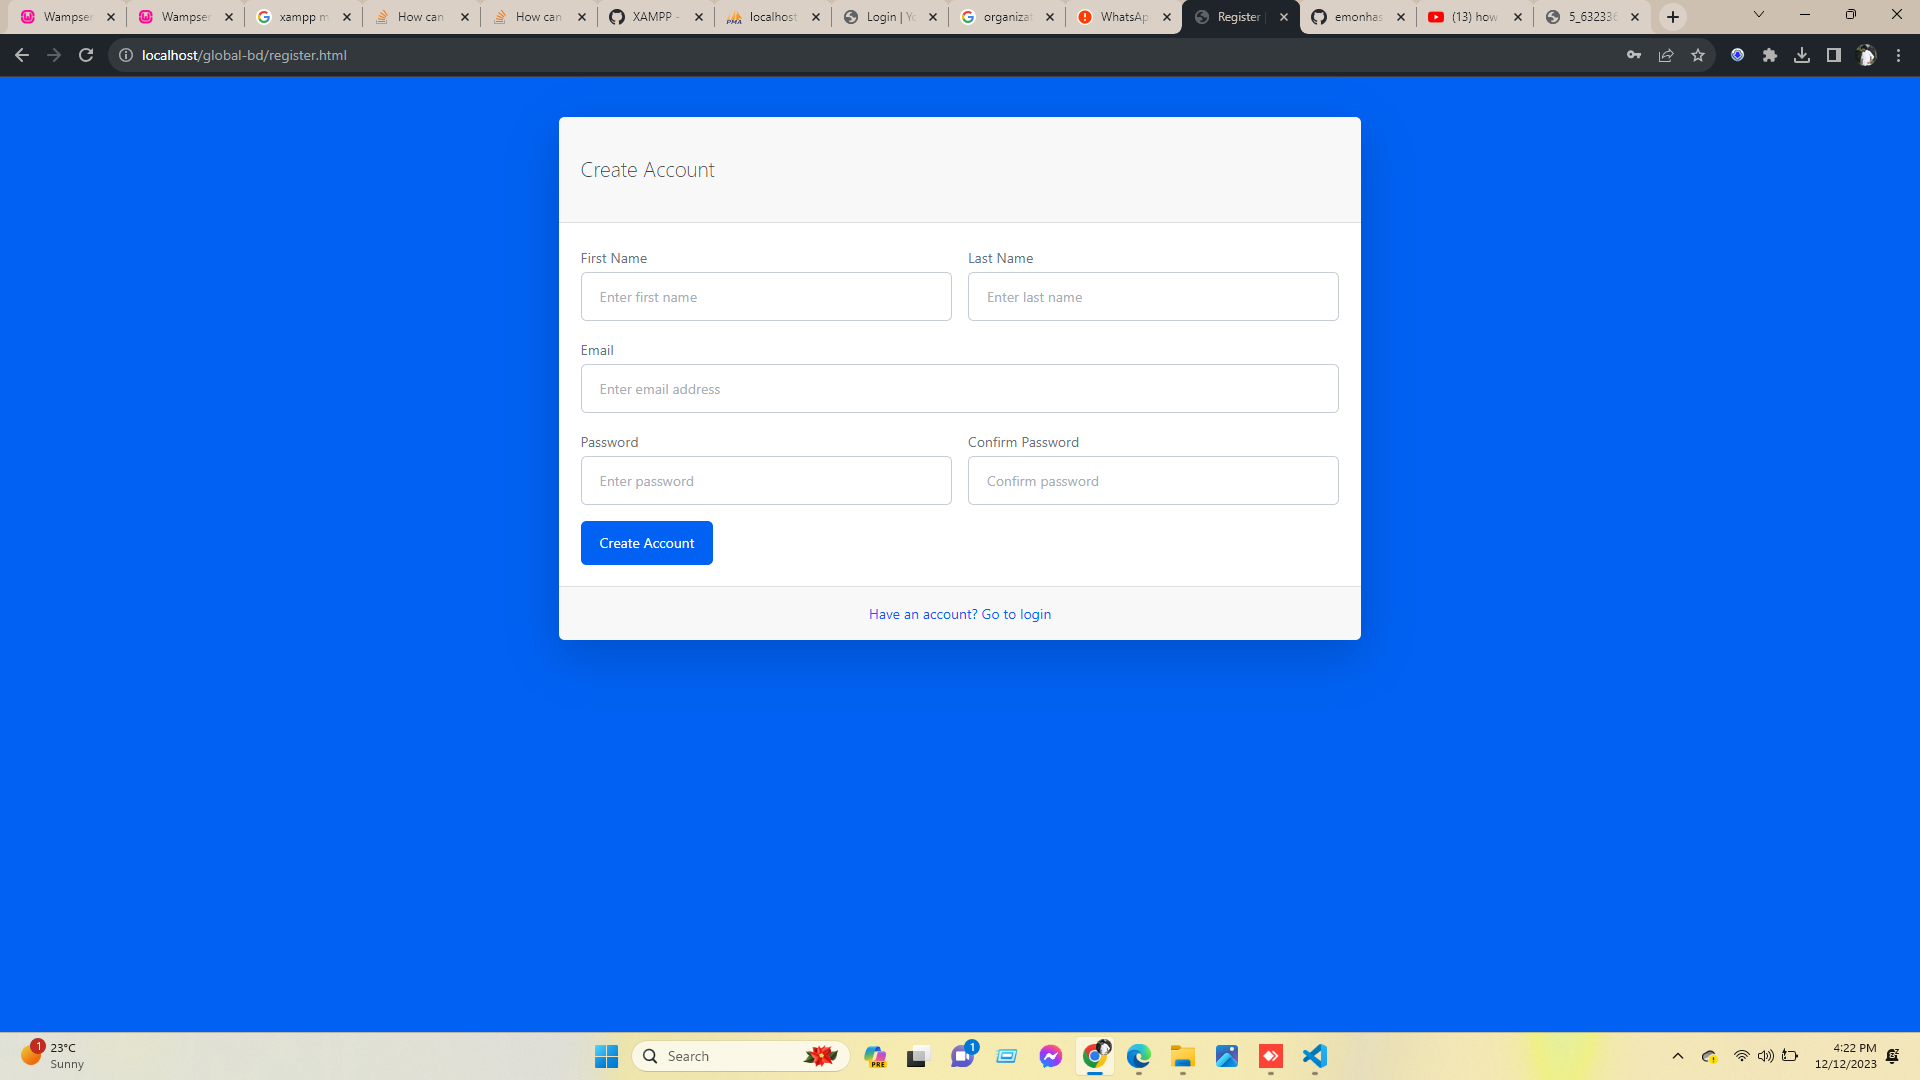 Wampser
Wampser
xampp m
How can
How can
XAMPP -
localhost
Login | Yo
organizat
WhatsAp
Register
emonhas
(13) how
5_632336
localhost/global-bd/register.html
Create Account
First Name
Last Name
Enter first name
Enter last name
Email
Enter email address
Password
Confirm Password
Enter password
Confirm password
Create Account
Have an account? Go to login
1
23°C
Sunny
Search
PRE
1
4:22 PM
12/12/2023